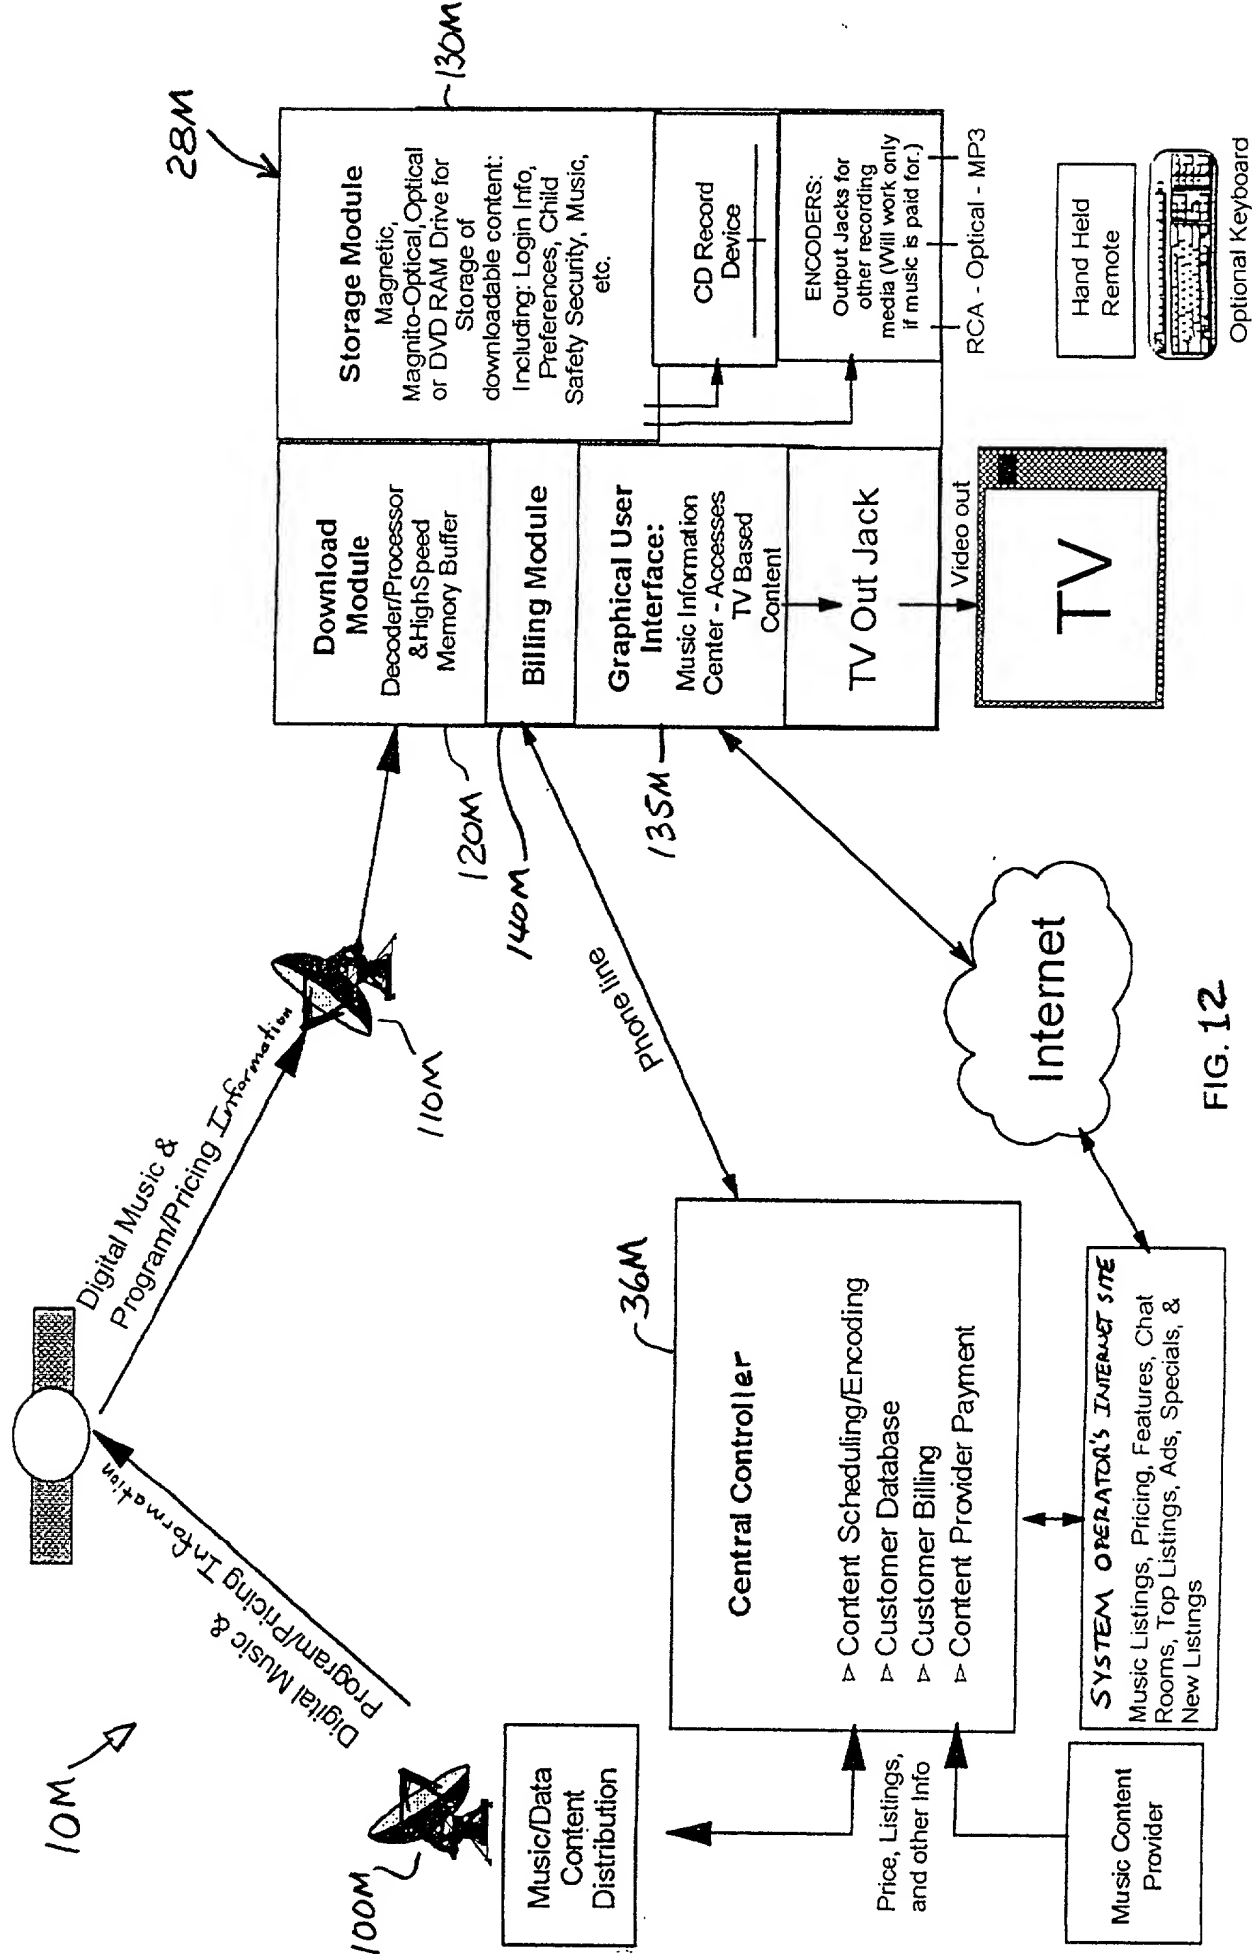 10M
100M
Music/Data
Content
Distribution
Digital Music &
Program/Pricing Information
Digital Music &
Program/Pricing Information
110M
28M
130M
Download
Module
Decoder/Processor
&HighSpeed
Memory Buffer
120M
Billing Module
140M
Graphical User
Interface:
Music Information
Center - Accesses
TV Based
Content
135M
TV Out Jack
Video out
TV
Storage Module
Magnetic,
Magnito-Optical,Optical
or DVD RAM Drive for
Storage of
downloadable content:
Including: Login Info,
Preferences, Child
Safety Security, Music,
etc.
CD Record
Device
ENCODERS:
Output Jacks for
other recording
media (Will work only
if music is paid for.)
RCA - Optical - MP3
Hand Held
Remote
Optional Keyboard
Phone line
36M
Central Controller
▷ Content Scheduling/Encoding
▷ Customer Database
▷ Customer Billing
▷ Content Provider Payment
Price, Listings,
and other Info
Music Content
Provider
SYSTEM OPERATOR'S INTERNET SITE
Music Listings, Pricing, Features, Chat
Rooms, Top Listings, Ads, Specials, &
New Listings
Internet
FIG. 12